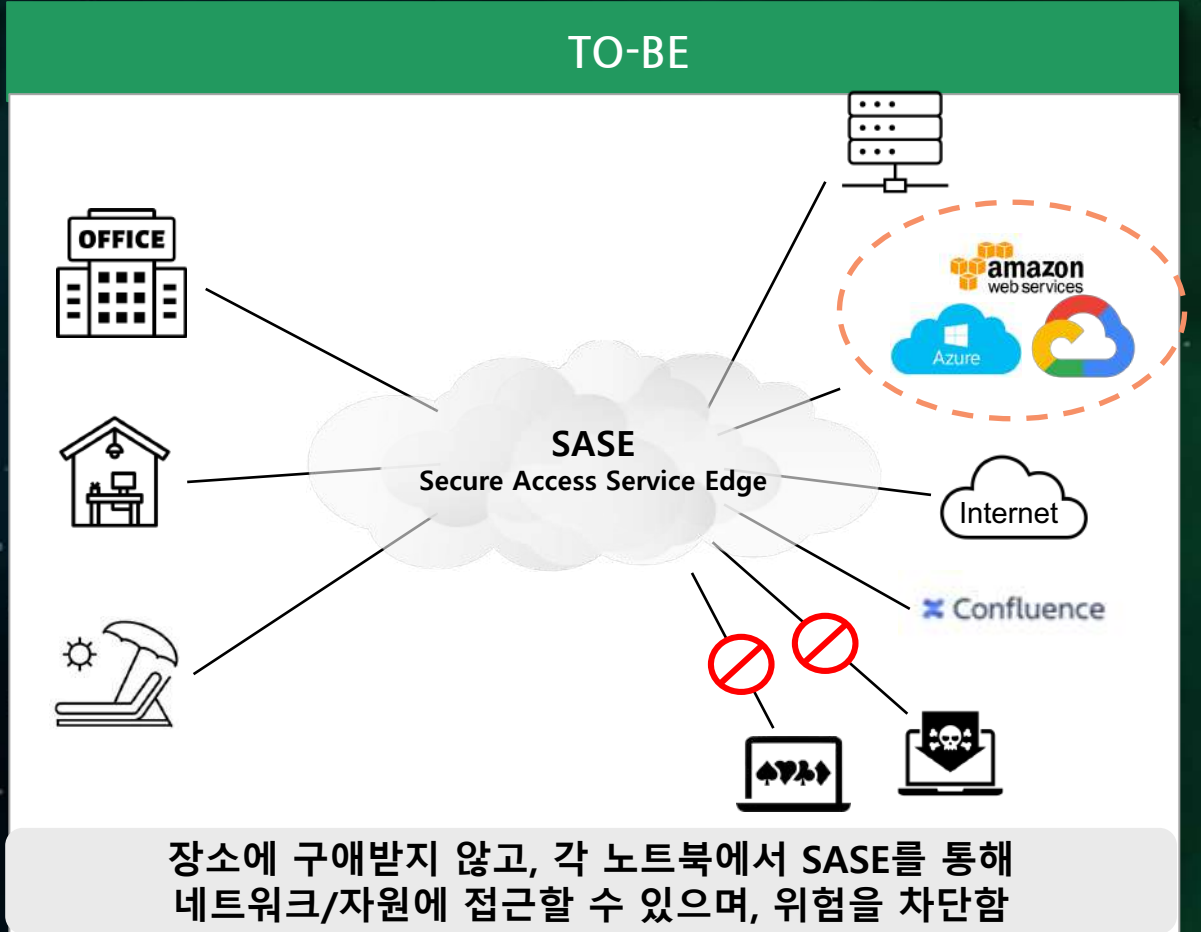 TO-BE
OFFICE
amazon
web services
Azure
SASE
Secure Access Service Edge
Internet
Confluence
장소에 구애받지 않고, 각 노트북에서 SASE를 통해
네트워크/자원에 접근할 수 있으며, 위험을 차단함